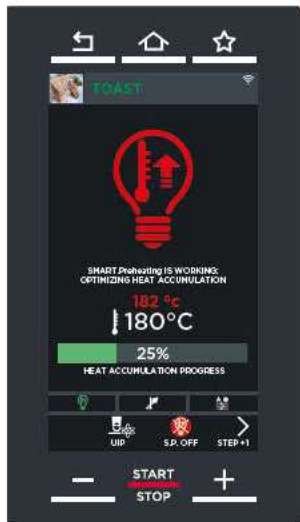 TOAST
SMART.Preheating IS WORKING:
OPTIMIZING HEAT ACCUMULATION
182 °c
180°C
25%
HEAT ACCUMULATION PROGRESS
UIP
S.P. OFF
STEP +1
START
STOP